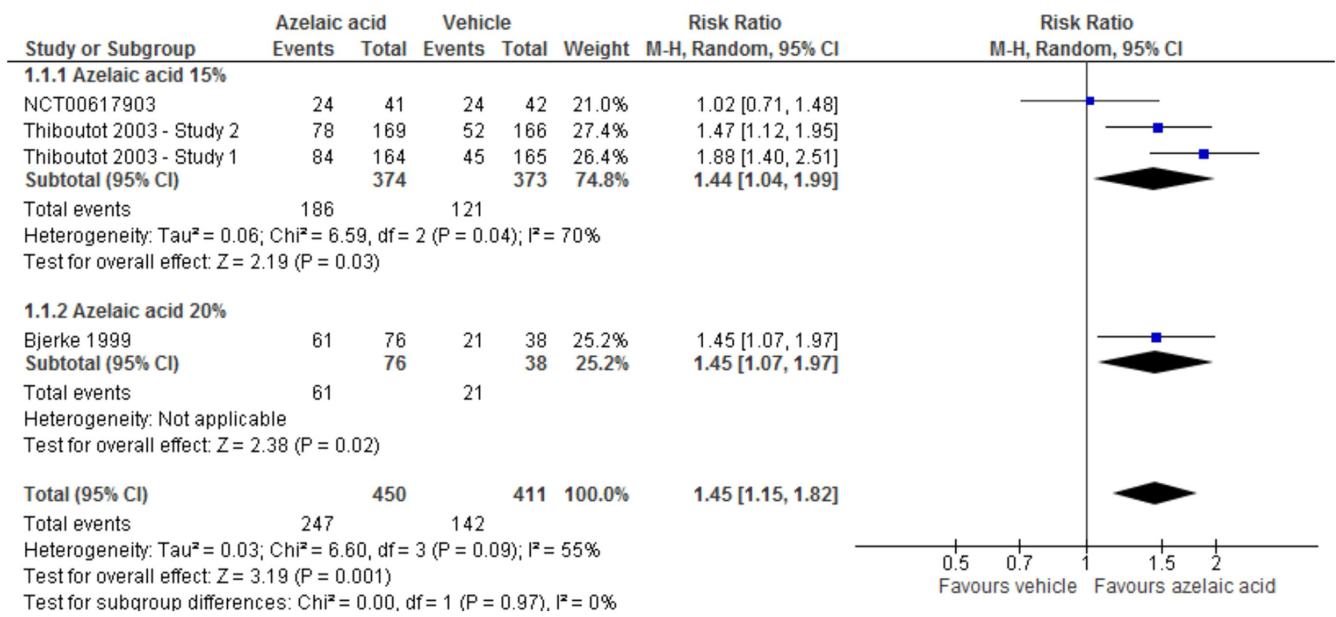 Azelaic acid Vehicle Risk Ratio Risk Ratio
Study or Subgroup Events Total Events Total Weight M-H, Random, 95% CI M-H, Random, 95% CI
1.1.1 Azelaic acid 15%
NCT00617903 24 41 24 42 21.0% 1.02 [0.71, 1.48]
Thiboutot 2003 - Study 2 78 169 52 166 27.4% 1.47 [1.12, 1.95]
Thiboutot 2003 - Study 1 84 164 45 165 26.4% 1.88 [1.40, 2.51]
Subtotal (95% CI) 374 373 74.8% 1.44 [1.04, 1.99]
Total events 186 121
Heterogeneity: Tau² = 0.06; Chi² = 6.59, df = 2 (P = 0.04); I² = 70%
Test for overall effect: Z = 2.19 (P = 0.03)
1.1.2 Azelaic acid 20%
Bjerke 1999 61 76 21 38 25.2% 1.45 [1.07, 1.97]
Subtotal (95% CI) 76 38 25.2% 1.45 [1.07, 1.97]
Total events 61 21
Heterogeneity: Not applicable
Test for overall effect: Z = 2.38 (P = 0.02)
Total (95% CI) 450 411 100.0% 1.45 [1.15, 1.82]
Total events 247 142
Heterogeneity: Tau² = 0.03; Chi² = 6.60, df = 3 (P = 0.09); I² = 55%
Test for overall effect: Z = 3.19 (P = 0.001)
Test for subgroup differences: Chi² = 0.00, df = 1 (P = 0.97), I² = 0%
0.5 0.7 1 1.5 2
Favours vehicle Favours azelaic acid